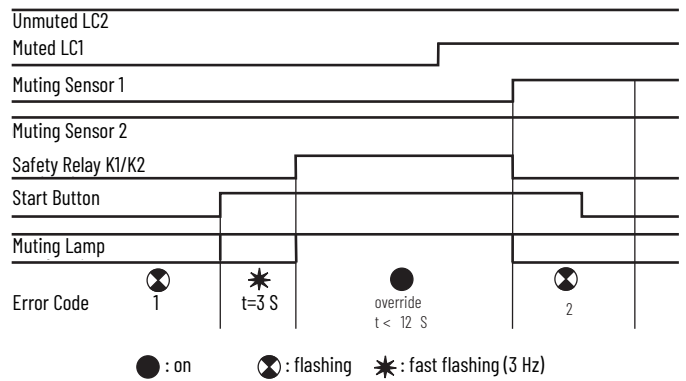 Unmuted LC2
Muted LC1
Muting Sensor 1
Muting Sensor 2
Safety Relay K1/K2
Start Button
Muting Lamp
Error Code 1 t=3 S override 2
t < 12 S
: on : flashing : fast flashing (3 Hz)